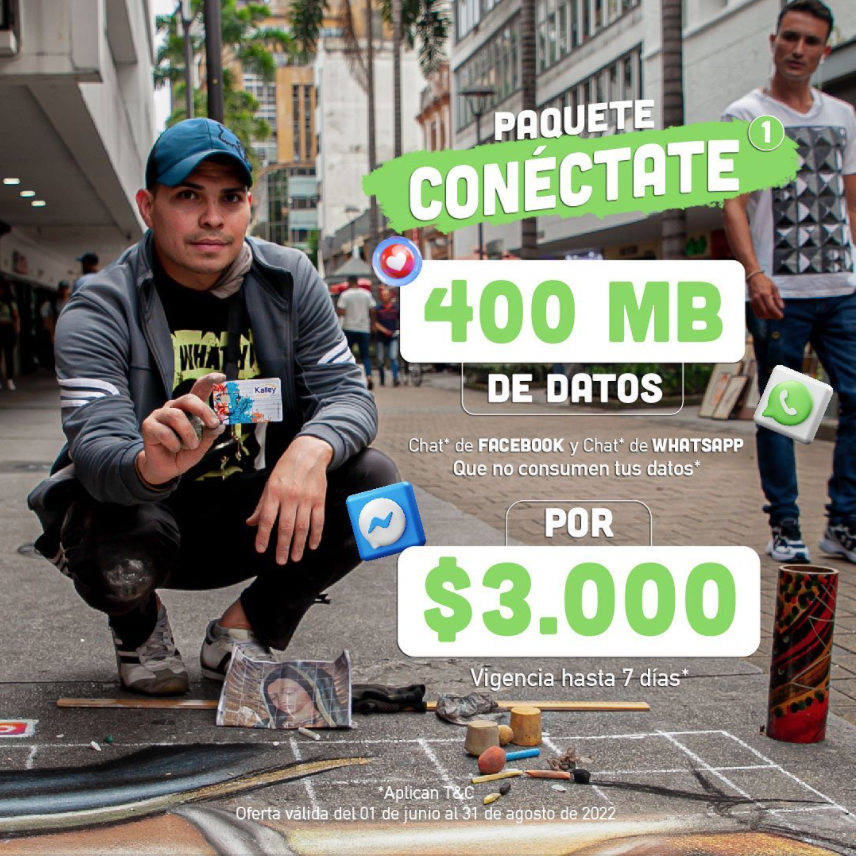 PAQUETE
CONÉCTATE 1
400 MB
DE DATOS
Chat* de FACEBOOK y Chat* de WHATSAPP
Que no consumen tus datos*
POR
$3.000
Vigencia hasta 7 días*
Kalley
*Aplican T&C
Oferta válida del 01 de junio al 31 de agosto de 2022